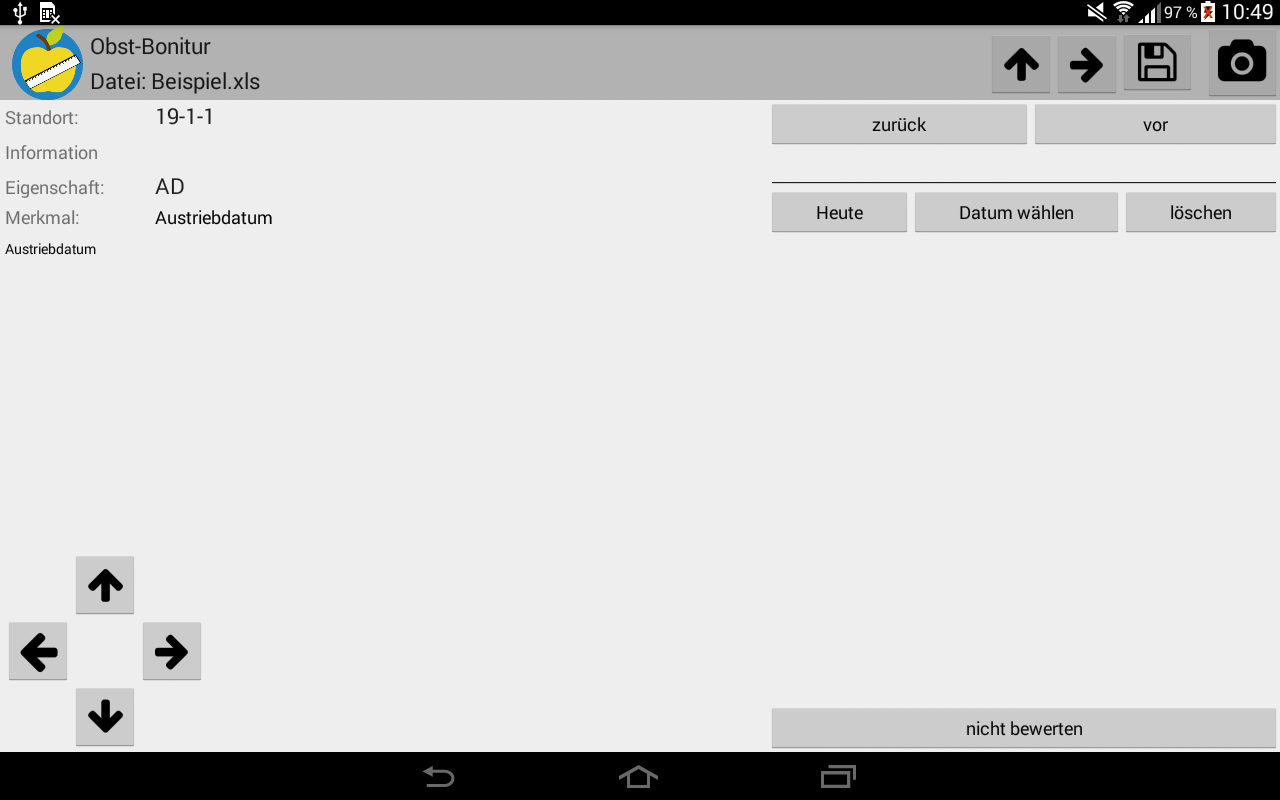 97 % 10:49
Obst-Bonitur
Datei: Beispiel.xls
Standort: 19-1-1
Information
Eigenschaft: AD
Merkmal: Austriebdatum
Austriebdatum
zurück vor
Heute Datum wählen löschen
nicht bewerten